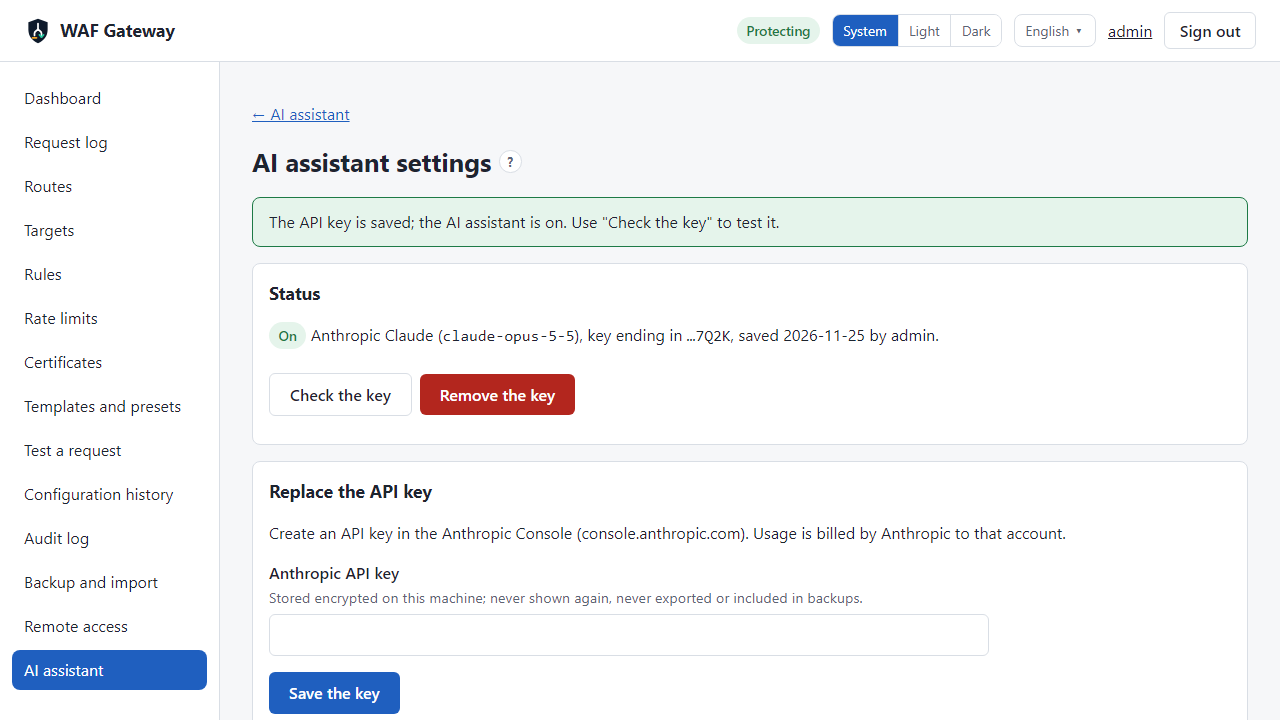 WAF Gateway
Protecting
System
Light
Dark
English ▾
admin
Sign out
Dashboard
Request log
Routes
Targets
Rules
Rate limits
Certificates
Templates and presets
Test a request
Configuration history
Audit log
Backup and import
Remote access
AI assistant
← AI assistant
AI assistant settings ?
The API key is saved; the AI assistant is on. Use "Check the key" to test it.
Status
On Anthropic Claude (claude-opus-5-5), key ending in …7Q2K, saved 2026-11-25 by admin.
Check the key
Remove the key
Replace the API key
Create an API key in the Anthropic Console (console.anthropic.com). Usage is billed by Anthropic to that account.
Anthropic API key
Stored encrypted on this machine; never shown again, never exported or included in backups.
Save the key